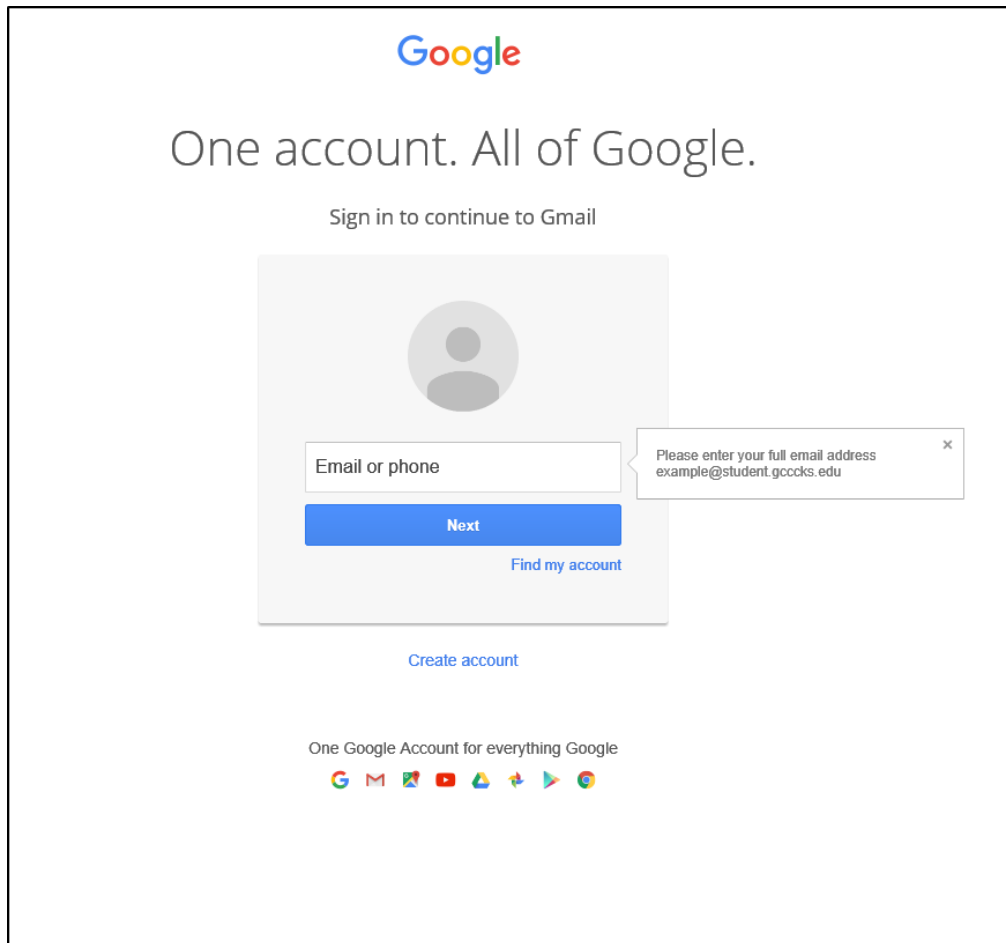 Google
One account. All of Google.
Sign in to continue to Gmail
Email or phone
Please enter your full email address
example@student.gcccks.edu
Next
Find my account
Create account
One Google Account for everything Google